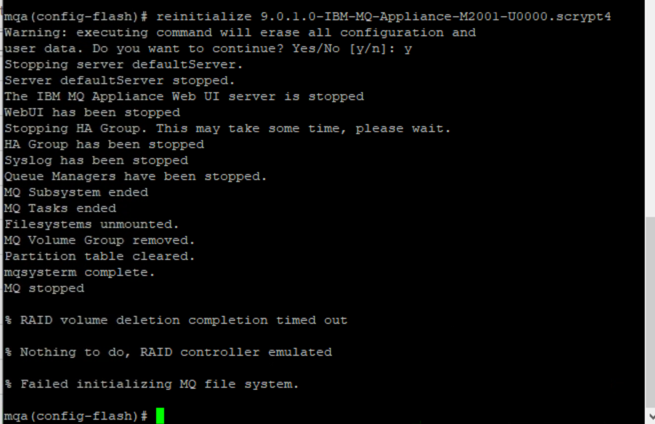 mqa(config-flash)# reinitialize 9.0.1.0-IBM-MQ-Appliance-M2001-U0000.scrypt4
Warning: executing command will erase all configuration and
user data. Do you want to continue? Yes/No [y/n]: y
Stopping server defaultServer.
Server defaultServer stopped.
The IBM MQ Appliance Web UI server is stopped
WebUI has been stopped
Stopping HA Group. This may take some time, please wait.
HA Group has been stopped
Syslog has been stopped
Queue Managers have been stopped.
MQ Subsystem ended
MQ Tasks ended
Filesystems unmounted.
MQ Volume Group removed.
Partition table cleared.
mqsysterm complete.
MQ stopped
% RAID volume deletion completion timed out
% Nothing to do, RAID controller emulated
% Failed initializing MQ file system.
mqa(config-flash)#